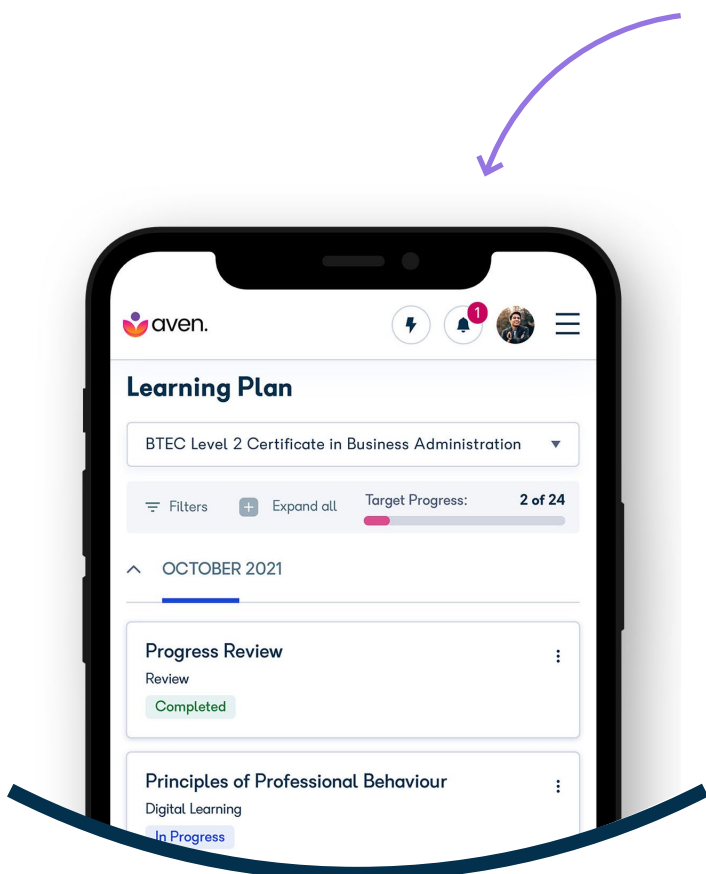 aven.
1
Learning Plan
BTEC Level 2 Certificate in Business Administration
Filters
Expand all
Target Progress:
2 of 24
OCTOBER 2021
Progress Review
Review
Completed
Principles of Professional Behaviour
Digital Learning
In Progress